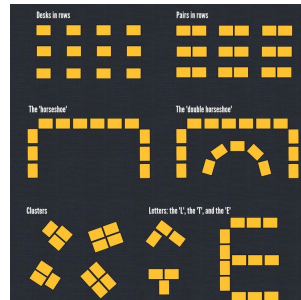 Desks in rows
Pairs in rows
The 'horseshoe'
The 'double horseshoe'
Clusters
Letters: the 'L', the 'T', and the 'E'